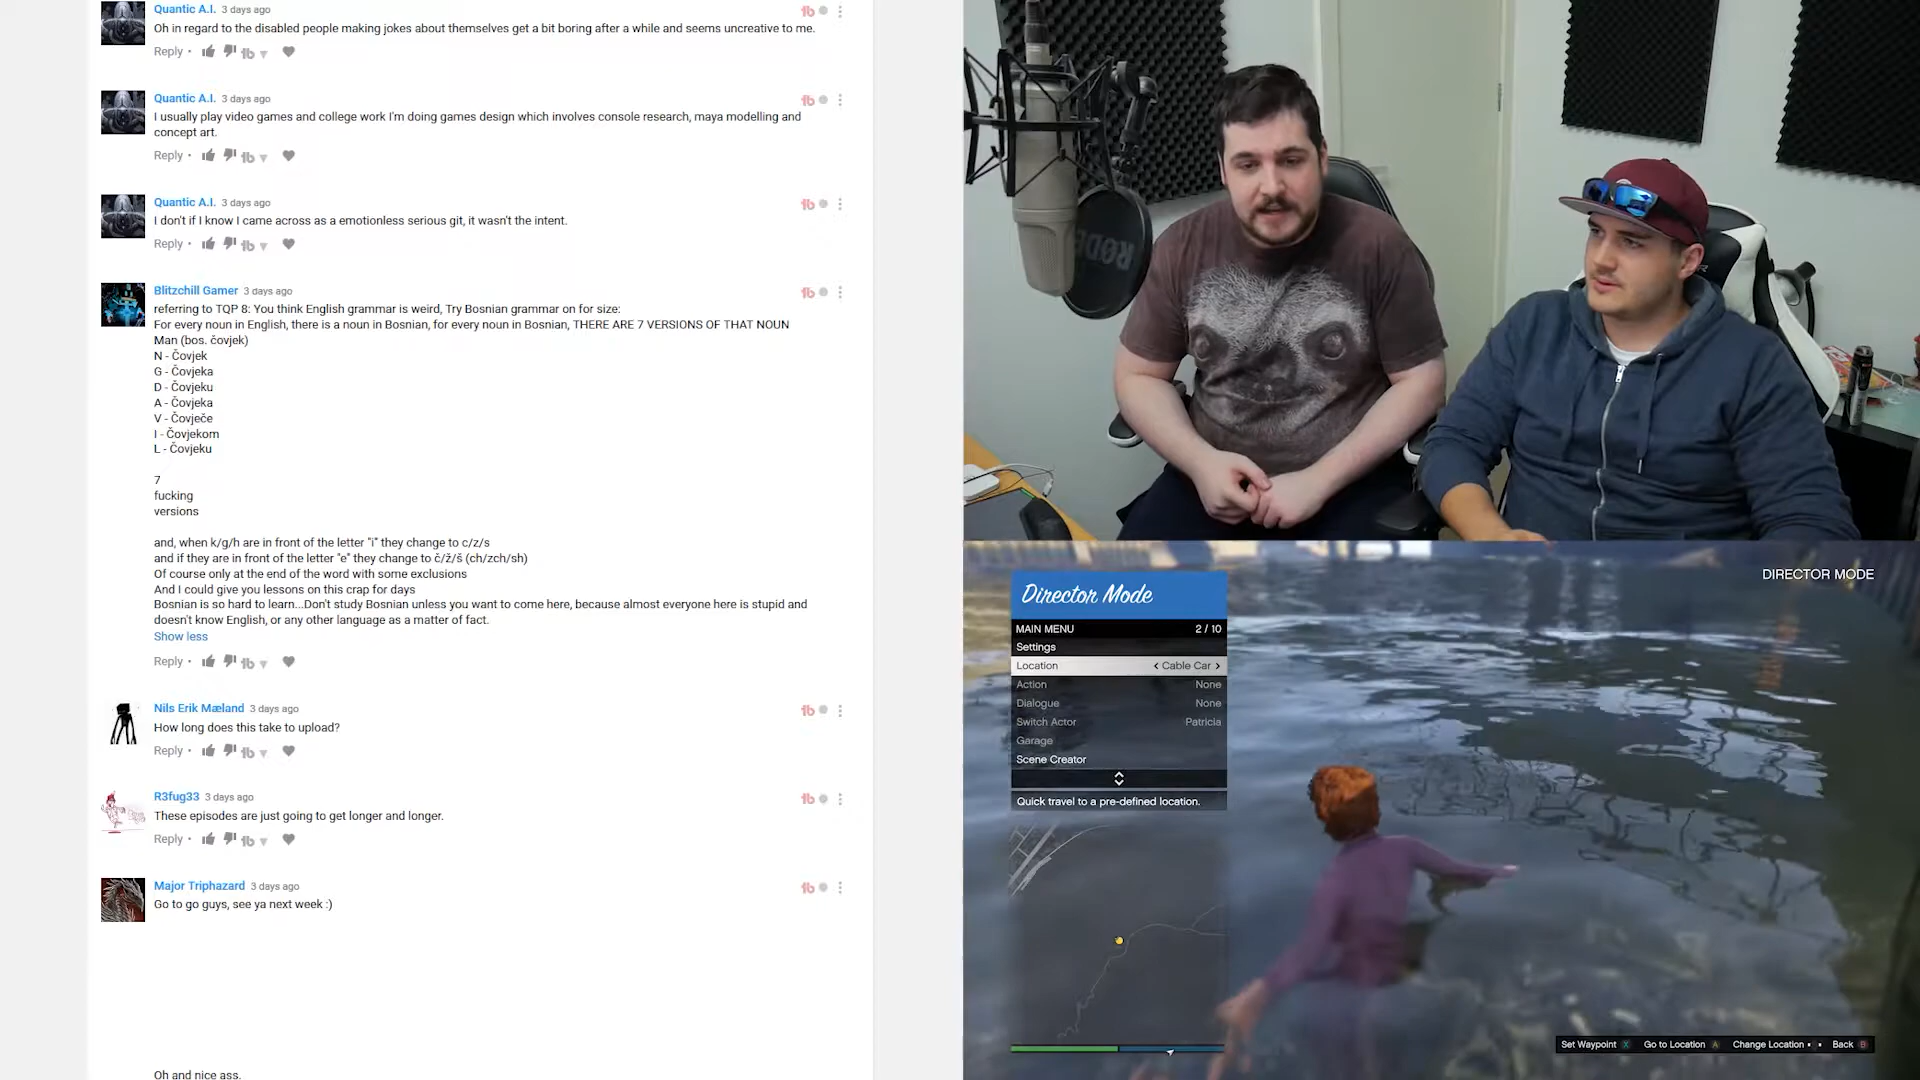 Quantic A.I. 3 days ago
Oh in regard to the disabled people making jokes about themselves get a bit boring after a while and seems uncreative to me.
Reply •
Quantic A.I. 3 days ago
I usually play video games and college work I'm doing games design which involves console research, maya modelling and
concept art.
Reply •
Quantic A.I. 3 days ago
I don't if I know I came across as a emotionless serious git, it wasn't the intent.
Reply •
Blitzchill Gamer 3 days ago
referring to TQP 8: You think English grammar is weird, Try Bosnian grammar on for size:
For every noun in English, there is a noun in Bosnian, for every noun in Bosnian, THERE ARE 7 VERSIONS OF THAT NOUN
Man (bos. čovjek)
N - Čovjek
G - Čovjeka
D - Čovjeku
A - Čovjeka
V - Čovječe
I - Čovjekom
L - Čovjeku
7
fucking
versions
and, when k/g/h are in front of the letter "i" they change to c/z/s
and if they are in front of the letter "e" they change to č/ž/š (ch/zch/sh)
Of course only at the end of the word with some exclusions
And I could give you lessons on this crap for days
Bosnian is so hard to learn...Don't study Bosnian unless you want to come here, because almost everyone here is stupid and
doesn't know English, or any other language as a matter of fact.
Show less
Reply •
Nils Erik Mæland 3 days ago
How long does this take to upload?
Reply •
R3fug33 3 days ago
These episodes are just going to get longer and longer.
Reply •
Major Triphazard 3 days ago
Go to go guys, see ya next week :)
Oh and nice ass.
RØDE
DIRECTOR MODE
Director Mode
MAIN MENU 2 / 10
Settings
Location < Cable Car >
Action None
Dialogue None
Switch Actor Patricia
Garage
Scene Creator
Quick travel to a pre-defined location.
Set Waypoint X Go to Location A Change Location Back B